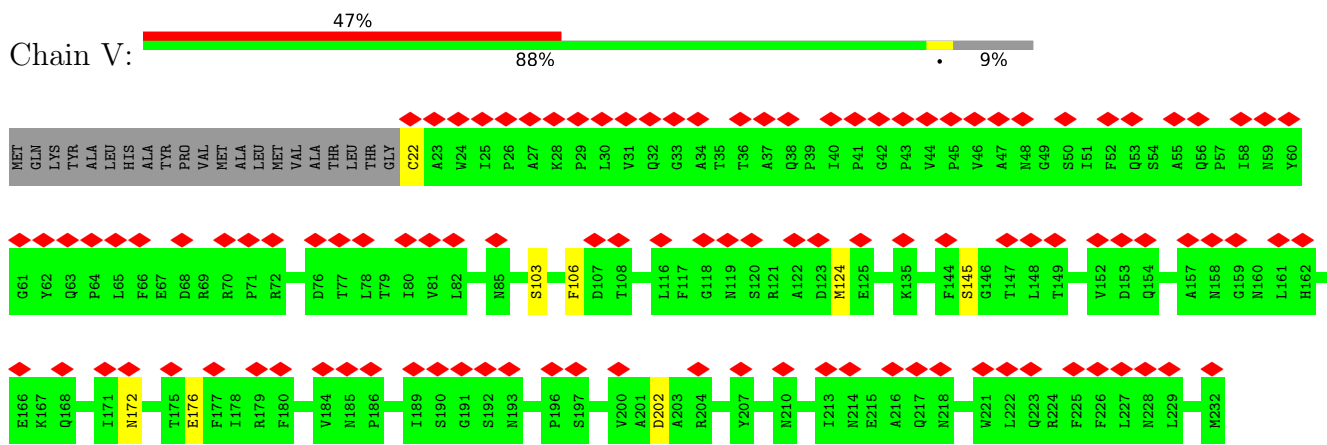 47%
Chain V:
88% • 9%
MET GLN LYS TYR ALA LEU HIS ALA TYR PRO VAL MET ALA LEU MET VAL ALA THR LEU THR GLY C22 A23 W24 I25 P26 A27 K28 P29 L30 V31 Q32 G33 A34 T35 T36 A37 Q38 P39 I40 P41 G42 P43 V44 P45 V46 A47 N48 G49 S50 I51 F52 Q53 S54 A55 Q56 P57 I58 N59 Y60
G61 Y62 Q63 P64 L65 F66 E67 D68 R69 R70 P71 R72 D76 T77 L78 T79 I80 V81 L82 N85 S103 F106 D107 T108 L116 F117 G118 N119 S120 R121 A122 D123 M124 E125 K135 F144 S145 G146 T147 L148 T149 V152 D153 Q154 A157 N158 G159 N160 L161 H162
E166 K167 Q168 I171 N172 T175 E176 F177 I178 R179 F180 V184 N185 P186 I189 S190 G191 S192 N193 P196 S197 V200 A201 D202 A203 R204 Y207 N210 I213 N214 E215 A216 Q217 N218 W221 L222 Q223 R224 F225 F226 L227 N228 L229 M232